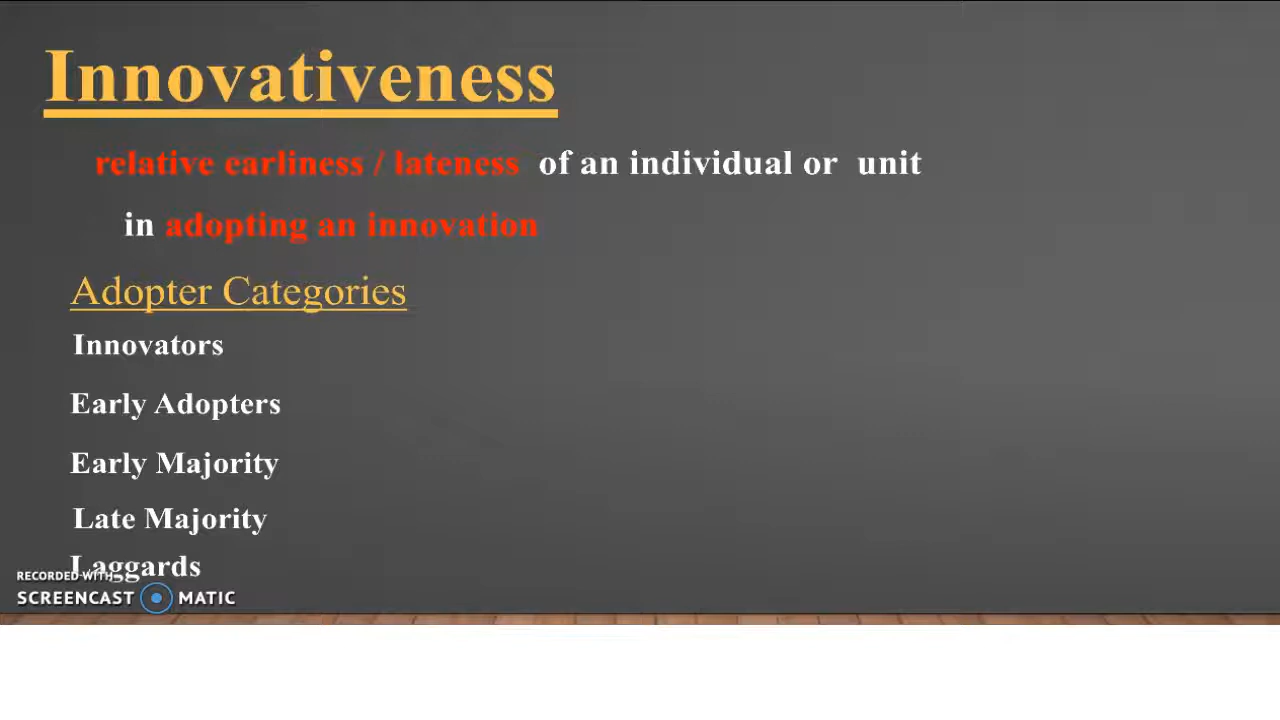 Innovativeness
relative earliness / lateness of an individual or unit
in adopting an innovation
Adopter Categories
Innovators
Early Adopters
Early Majority
Late Majority
Laggards
RECORDED WITH
SCREENCAST MATIC